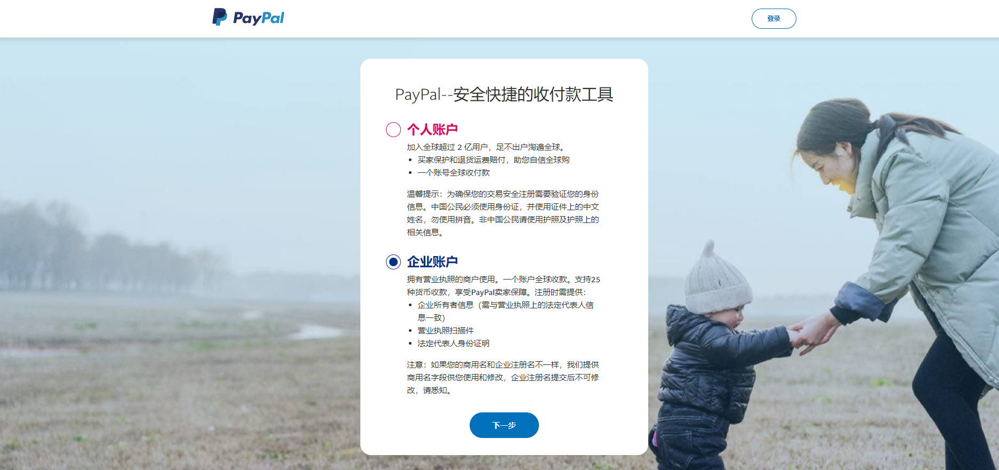 PayPal
登录
PayPal--安全快捷的收付款工具
个人账户
加入全球超过 2 亿用户，足不出户淘遍全球。
• 买家保护和退货运费赔付，助您自信全球购
• 一个账号全球收付款
温馨提示：为确保您的交易安全注册需要验证您的身份
信息。中国公民必须使用身份证，并使用证件上的中文
姓名，勿使用拼音。非中国公民请使用护照及护照上的
相关信息。
企业账户
拥有营业执照的商户使用。一个账户全球收款。支持25
种货币收款，享受PayPal卖家保障。注册时需提供：
• 企业所有者信息（需与营业执照上的法定代表人信
息一致）
• 营业执照扫描件
• 法定代表人身份证明
注意：如果您的商用名和企业注册名不一样，我们提供
商用名字段供您使用和修改，企业注册名提交后不可修
改，请悉知。
下一步